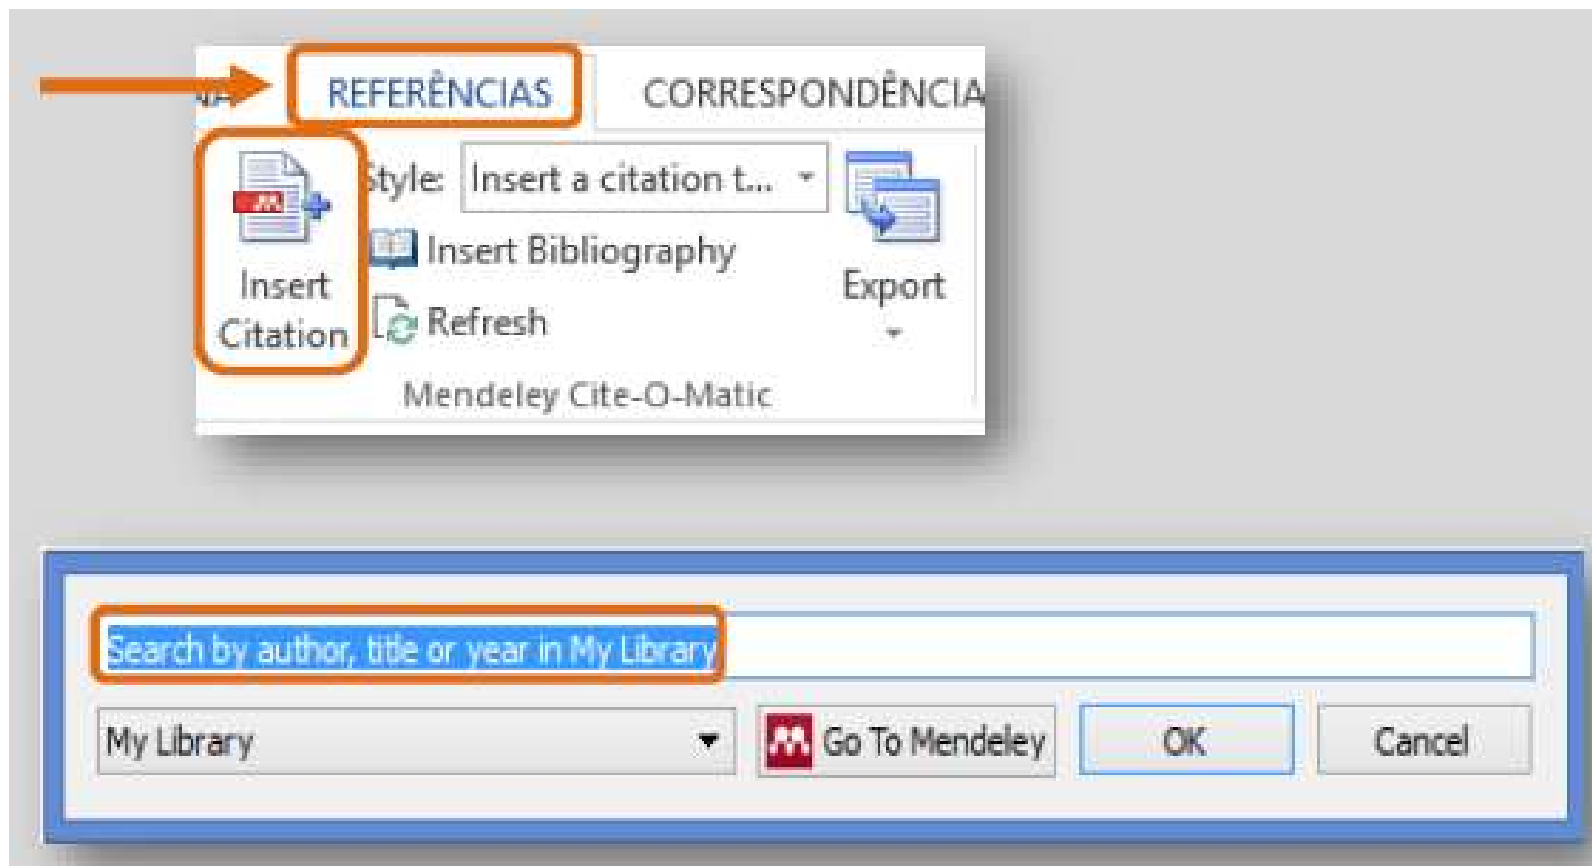 REFERÊNCIAS CORRESPONDÊNCIA
Style: Insert a citation t...
Insert Bibliography
Insert
Citation
Refresh
Export
Mendeley Cite-O-Matic
Search by author, title or year in My Library
My Library Go To Mendeley OK Cancel